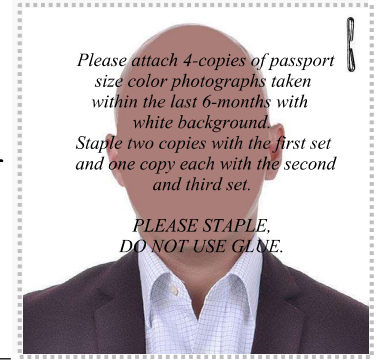 Please attach 4-copies of passport
size color photographs taken
within the last 6-months with
white background.
Staple two copies with the first set
and one copy each with the second
and third set.
PLEASE STAPLE,
DO NOT USE GLUE.